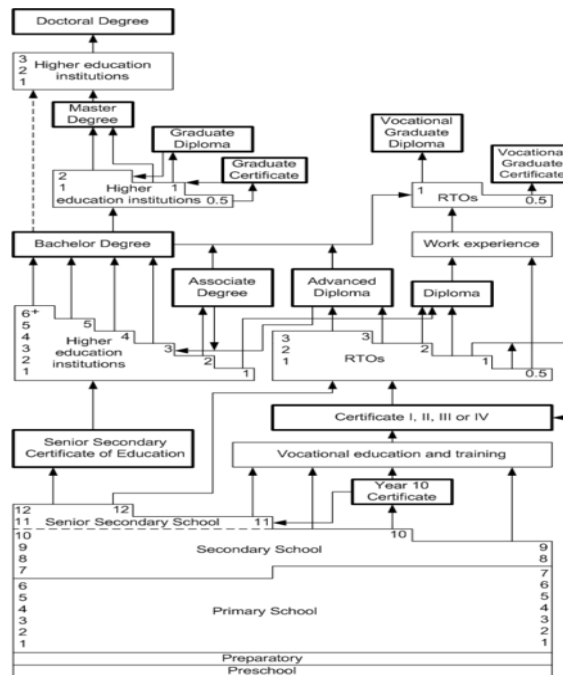 Doctoral Degree
3
2
1
Higher education
institutions
Master
Degree
Graduate
Diploma
Graduate
Certificate
Vocational
Graduate
Diploma
Vocational
Graduate
Certificate
2
1
Higher
education institutions
1
0.5
1
RTOs
0.5
Bachelor Degree
Work experience
Associate
Degree
Advanced
Diploma
Diploma
6+
5
4
3
2
1
Higher
education
institutions
5
4
3
2
1
3
2
1
RTOs
3
2
1
0.5
Certificate I, II, III or IV
Senior Secondary
Certificate of Education
Vocational education and training
Year 10
Certificate
12
11
Senior Secondary School
12
11
10
9
8
7
Secondary School
10
9
8
7
6
5
4
3
2
1
Primary School
6
5
4
3
2
1
Preparatory
Preschool